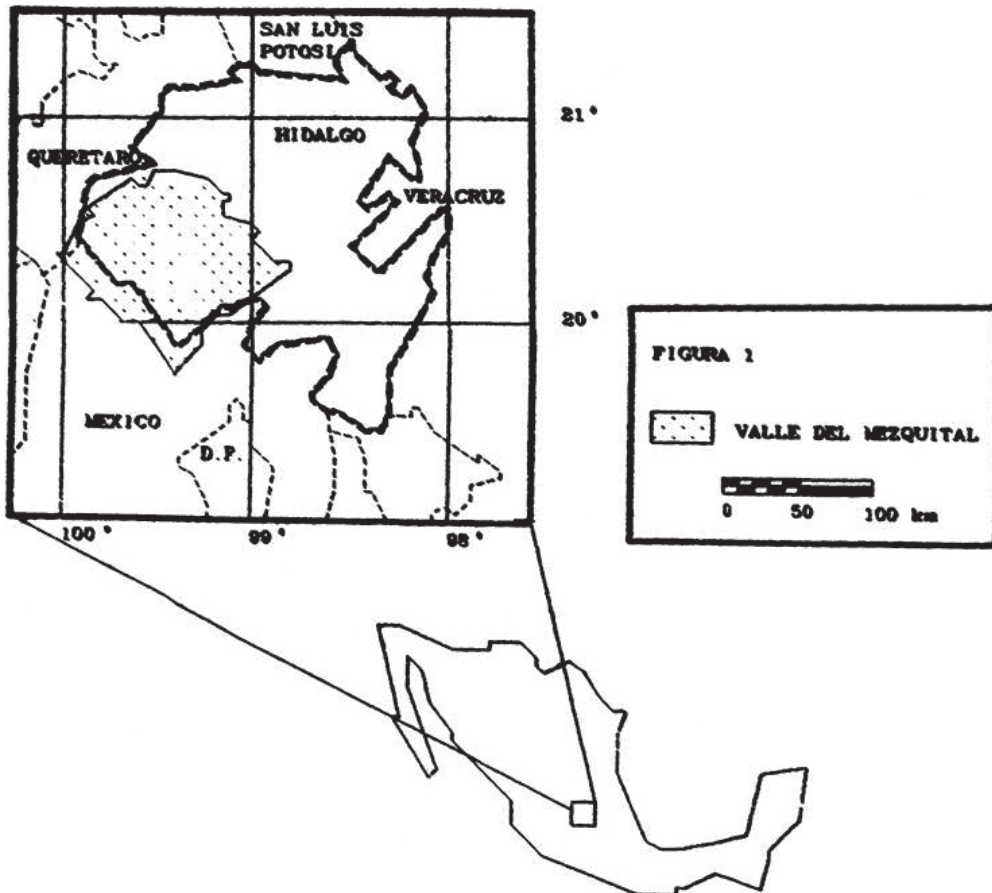 SAN LUIS
POTOSI
21°
HIDALGO
QUERETARO
VERACRUZ
20°
MEXICO
D.F.
100°
99°
98°
FIGURA 1
VALLE DEL MEZQUITAL
0 50 100 km